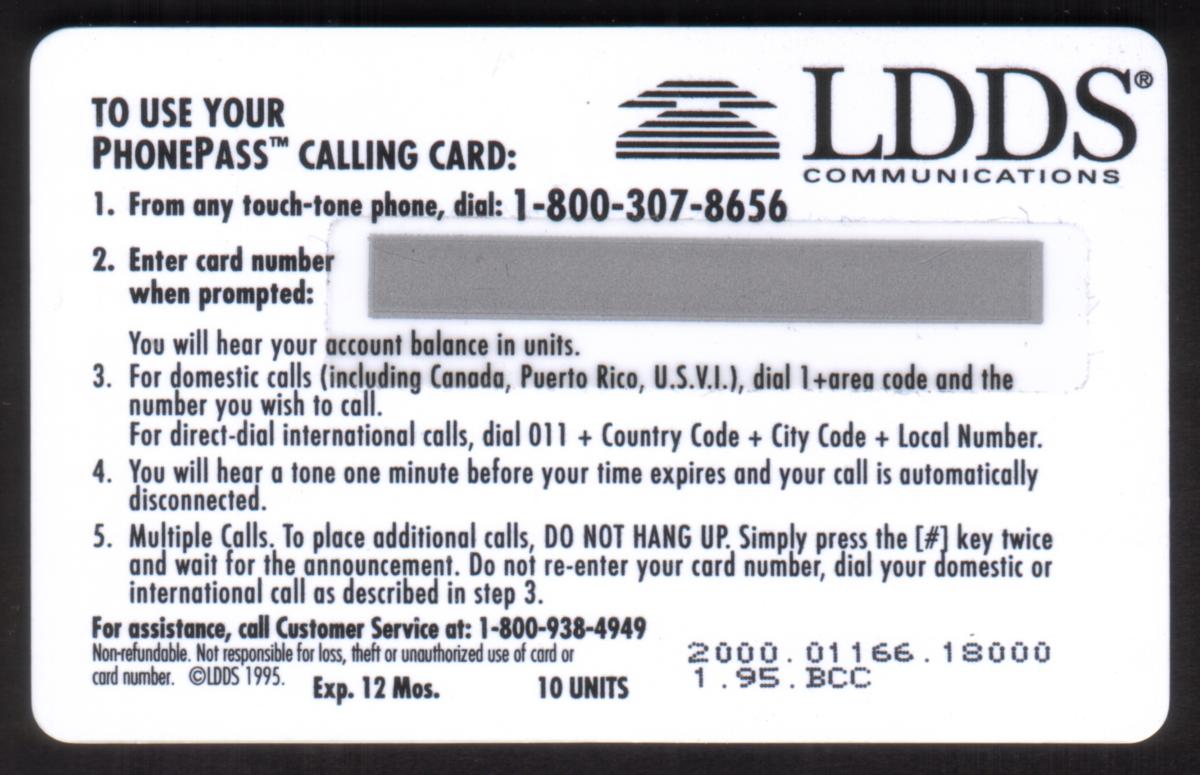 TO USE YOUR
PHONEPASS™ CALLING CARD:
LDDS®
COMMUNICATIONS
1. From any touch-tone phone, dial: 1-800-307-8656
2. Enter card number
when prompted:
You will hear your account balance in units.
3. For domestic calls (including Canada, Puerto Rico, U.S.V.I.), dial 1+area code and the
number you wish to call.
For direct-dial international calls, dial 011 + Country Code + City Code + Local Number.
4. You will hear a tone one minute before your time expires and your call is automatically
disconnected.
5. Multiple Calls. To place additional calls, DO NOT HANG UP. Simply press the [#] key twice
and wait for the announcement. Do not re-enter your card number, dial your domestic or
international call as described in step 3.
For assistance, call Customer Service at: 1-800-938-4949
Non-refundable. Not responsible for loss, theft or unauthorized use of card or
card number. ©LDDS 1995. Exp. 12 Mos. 10 UNITS
2000.01166.18000
1.95.BCC